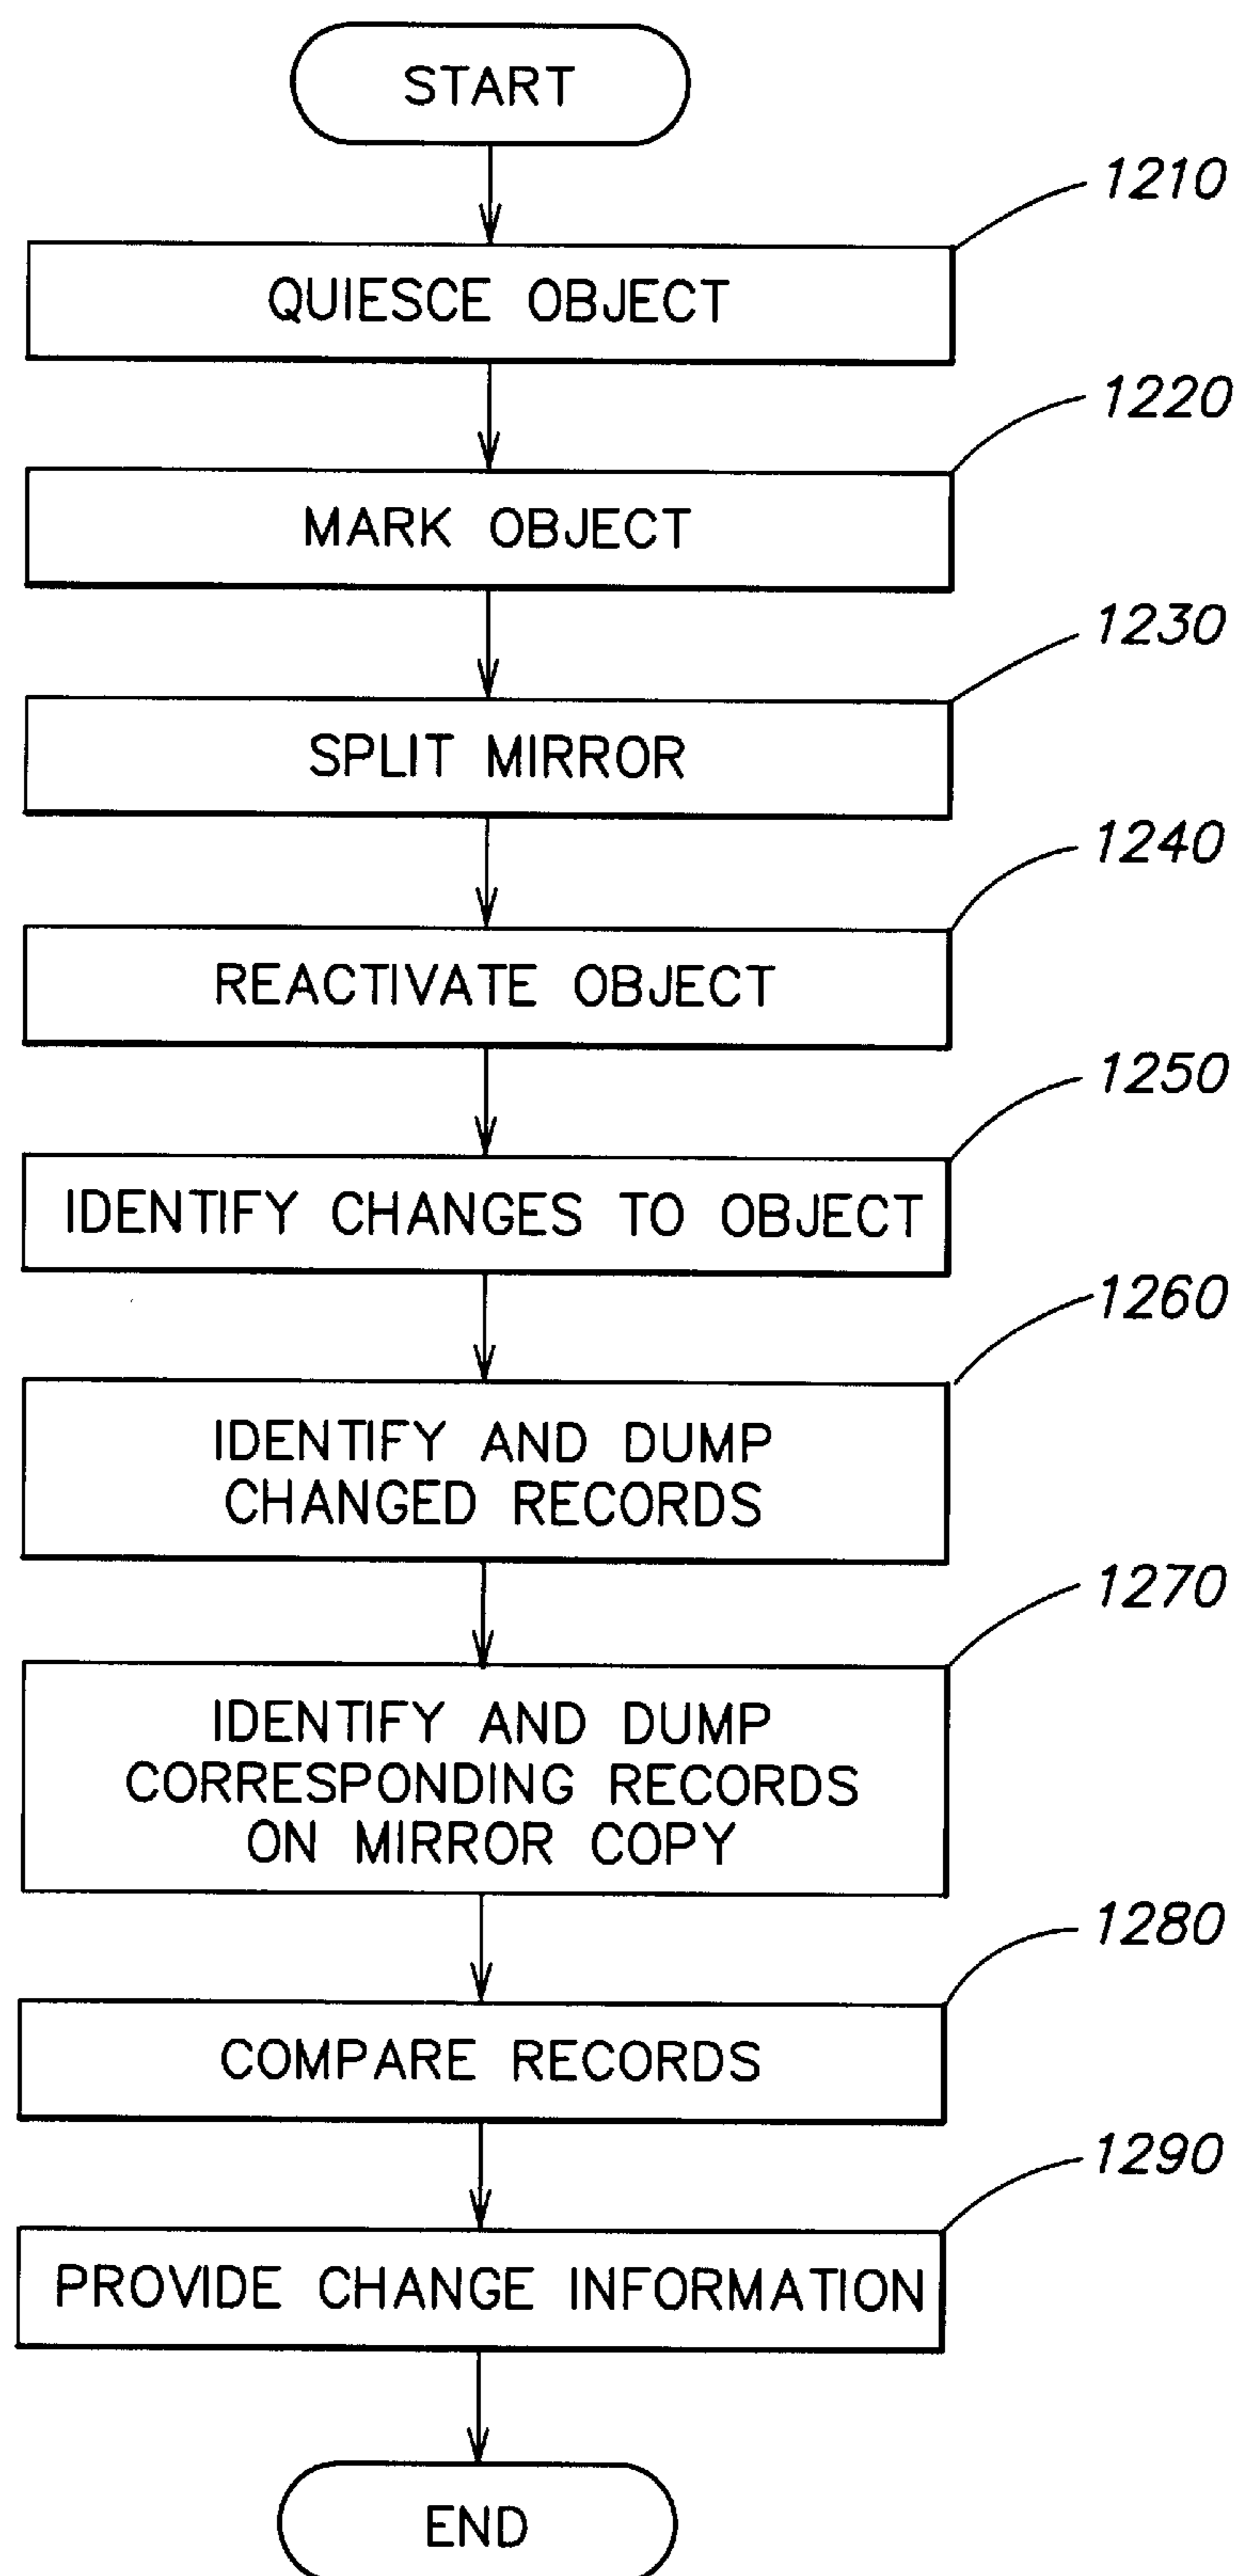 START
1210
QUIESCE OBJECT
1220
MARK OBJECT
1230
SPLIT MIRROR
1240
REACTIVATE OBJECT
1250
IDENTIFY CHANGES TO OBJECT
1260
IDENTIFY AND DUMP
CHANGED RECORDS
1270
IDENTIFY AND DUMP
CORRESPONDING RECORDS
ON MIRROR COPY
1280
COMPARE RECORDS
1290
PROVIDE CHANGE INFORMATION
END